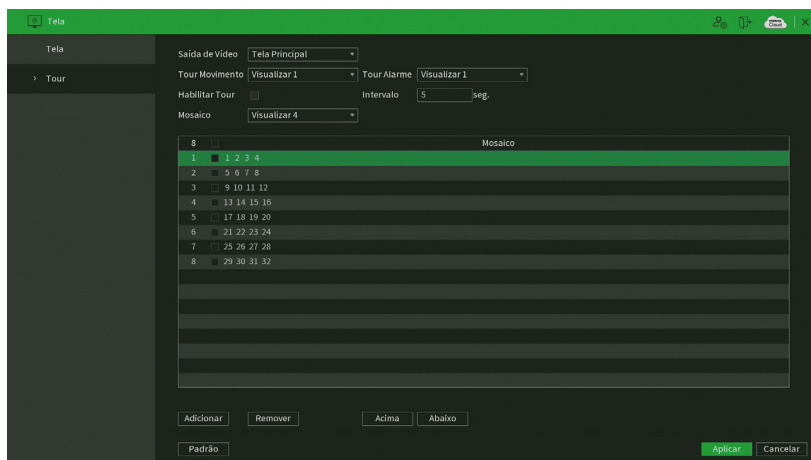 Tela
Tela
Tour
Saída de Vídeo Tela Principal
Tour Movimento Visualizar 1 Tour Alarme Visualizar 1
Habilitar Tour Intervalo 5 seg.
Mosaico Visualizar 4
8 Mosaico
1 1 2 3 4
2 5 6 7 8
3 9 10 11 12
4 13 14 15 16
5 17 18 19 20
6 21 22 23 24
7 25 26 27 28
8 29 30 31 32
Adicionar Remover Acima Abaixo
Padrão Aplicar Cancelar